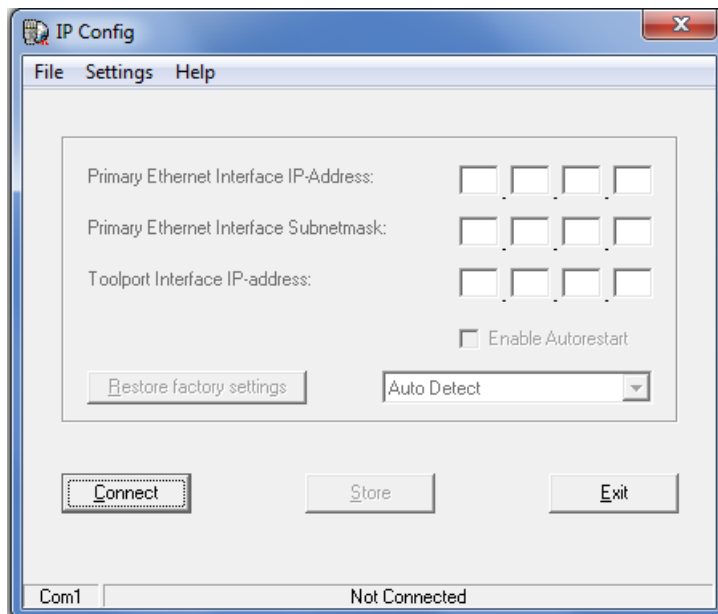 IP Config
File Settings Help
Primary Ethernet Interface IP-Address:
. . .
Primary Ethernet Interface Subnetmask:
. . .
Toolport Interface IP-address:
. . .
Enable Autorestart
Restore factory settings Auto Detect
Connect Store Exit
Com1 Not Connected